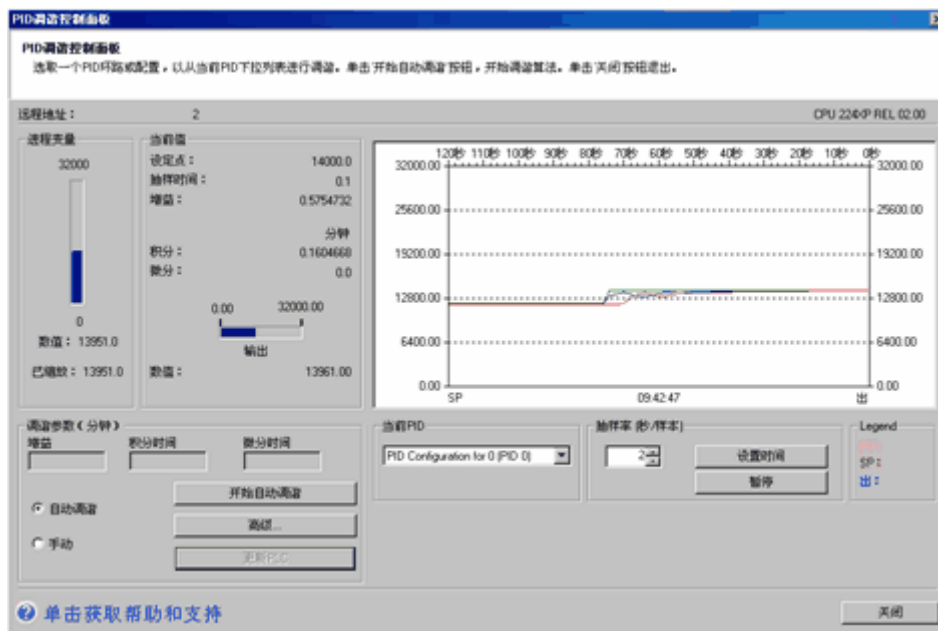 PID调谐控制面板
PID调谐控制面板
选取一个PID环路或配置，以从当前PID下拉列表进行调谐。单击'开始自动调谐'按钮，开始调谐算法。单击'关闭'按钮退出。
远程地址： 2 CPU 224XP REL 02.00
进程变量
32000
0
数值： 13951.0
已缩放： 13951.0
当前值
设定点： 14000.0
抽样时间： 0.1
增益： 0.5754732
分钟
积分： 0.1604668
微分： 0.0
0.00 32000.00
输出
数值： 13961.00
120秒 110秒 100秒 90秒 80秒 70秒 60秒 50秒 40秒 30秒 20秒 10秒 0秒
32000.00 32000.00
25600.00 25600.00
19200.00 19200.00
12800.00 12800.00
6400.00 6400.00
0.00 0.00
SP 09:42:47 出
调谐参数（分钟）
增益 积分时间 微分时间
自动调谐
手动
开始自动调谐
高级...
更新PLC
当前PID
PID Configuration for 0 (PID 0)
抽样率 (秒/样本)
2
设置时间
暂停
Legend
SP：
出：
单击获取帮助和支持
关闭